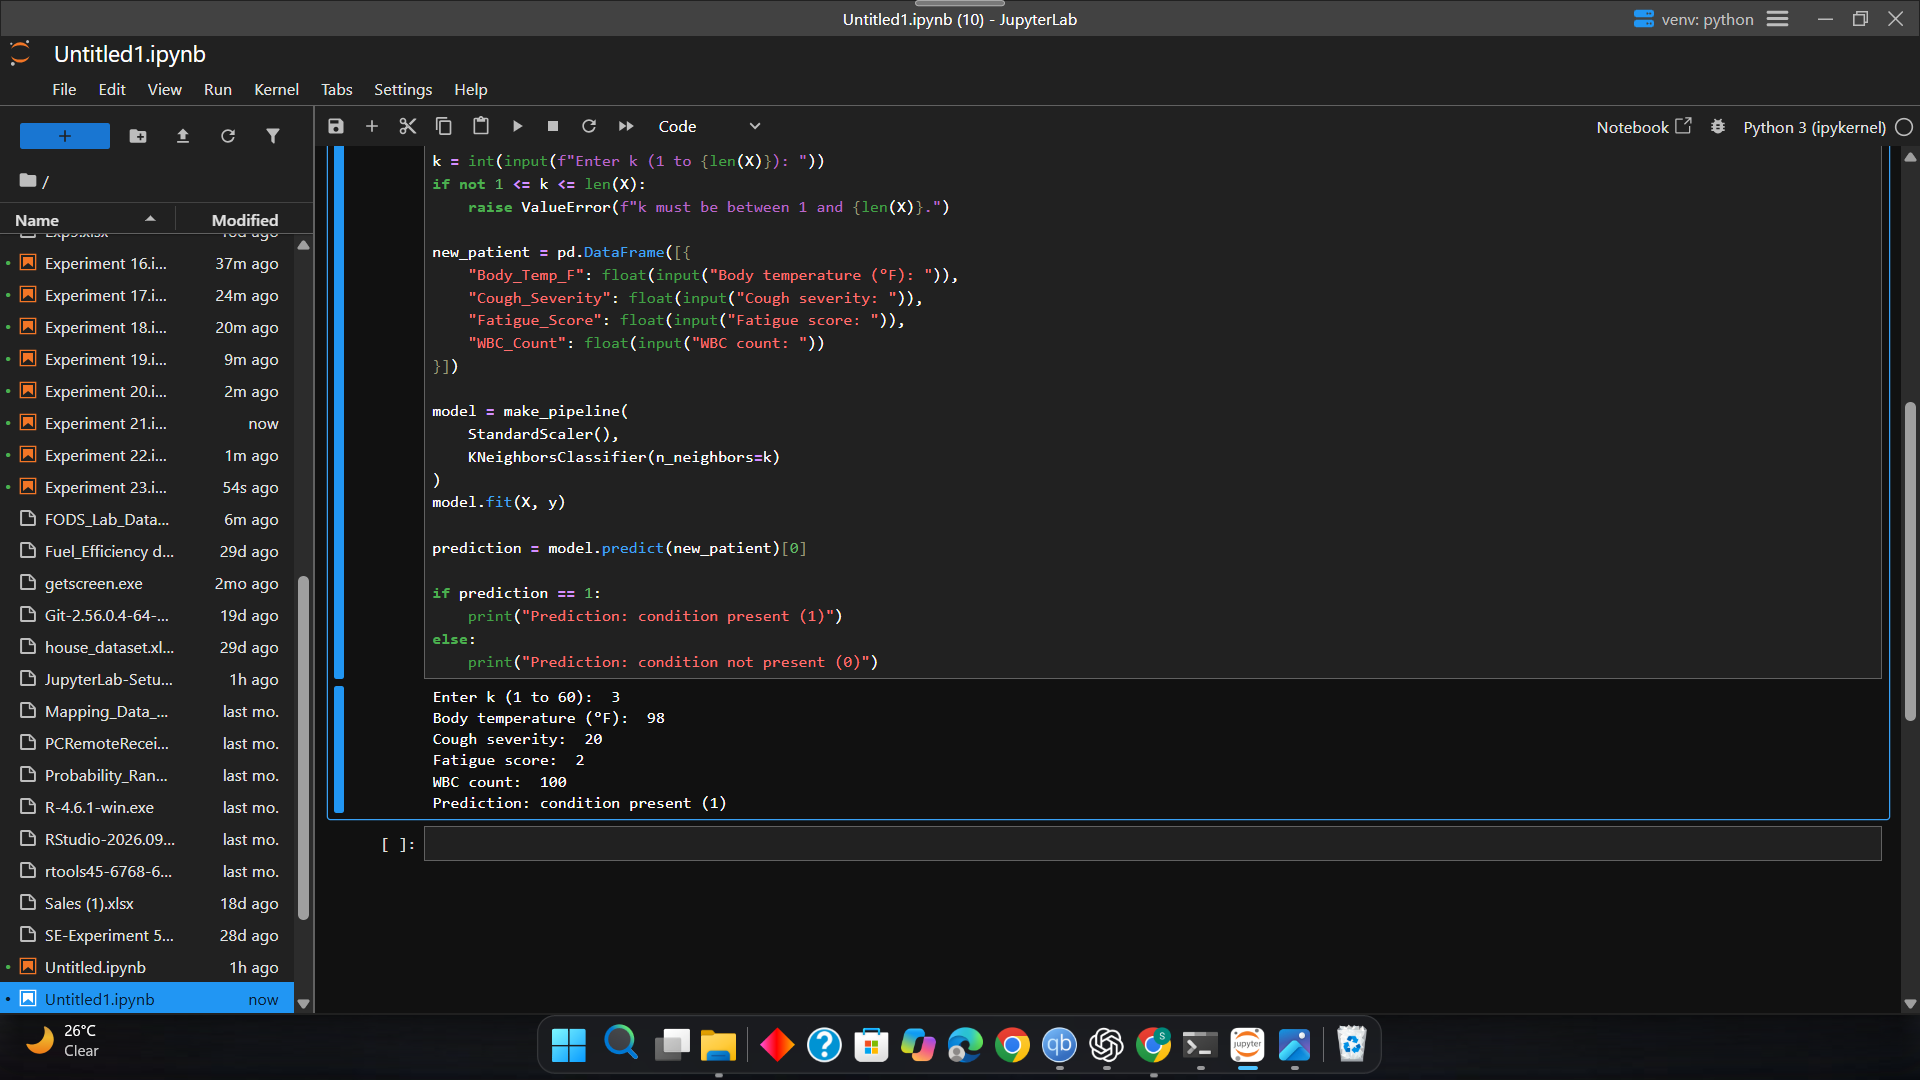 Untitled1.ipynb (10) - JupyterLab
venv: python
Untitled1.ipynb
File Edit View Run Kernel Tabs Settings Help
Code
Notebook
Python 3 (ipykernel)
/
Name Modified
Experiment 16.i... 37m ago
Experiment 17.i... 24m ago
Experiment 18.i... 20m ago
Experiment 19.i... 9m ago
Experiment 20.i... 2m ago
Experiment 21.i... now
Experiment 22.i... 1m ago
Experiment 23.i... 54s ago
FODS_Lab_Data... 6m ago
Fuel_Efficiency d... 29d ago
getscreen.exe 2mo ago
Git-2.56.0.4-64-... 19d ago
house_dataset.xl... 29d ago
JupyterLab-Setu... 1h ago
Mapping_Data_... last mo.
PCRemoteRecei... last mo.
Probability_Ran... last mo.
R-4.6.1-win.exe last mo.
RStudio-2026.09... last mo.
rtools45-6768-6... last mo.
Sales (1).xlsx 18d ago
SE-Experiment 5... 28d ago
Untitled.ipynb 1h ago
Untitled1.ipynb now
k = int(input(f"Enter k (1 to {len(X)}): "))
if not 1 <= k <= len(X):
    raise ValueError(f"k must be between 1 and {len(X)}.")
new_patient = pd.DataFrame([{
    "Body_Temp_F": float(input("Body temperature (°F): ")),
    "Cough_Severity": float(input("Cough severity: ")),
    "Fatigue_Score": float(input("Fatigue score: ")),
    "WBC_Count": float(input("WBC count: "))
}])
model = make_pipeline(
    StandardScaler(),
    KNeighborsClassifier(n_neighbors=k)
)
model.fit(X, y)
prediction = model.predict(new_patient)[0]
if prediction == 1:
    print("Prediction: condition present (1)")
else:
    print("Prediction: condition not present (0)")
Enter k (1 to 60):  3
Body temperature (°F):  98
Cough severity:  20
Fatigue score:  2
WBC count:  100
Prediction: condition present (1)
[ ]:
26°C
Clear
qb
S
jupyter